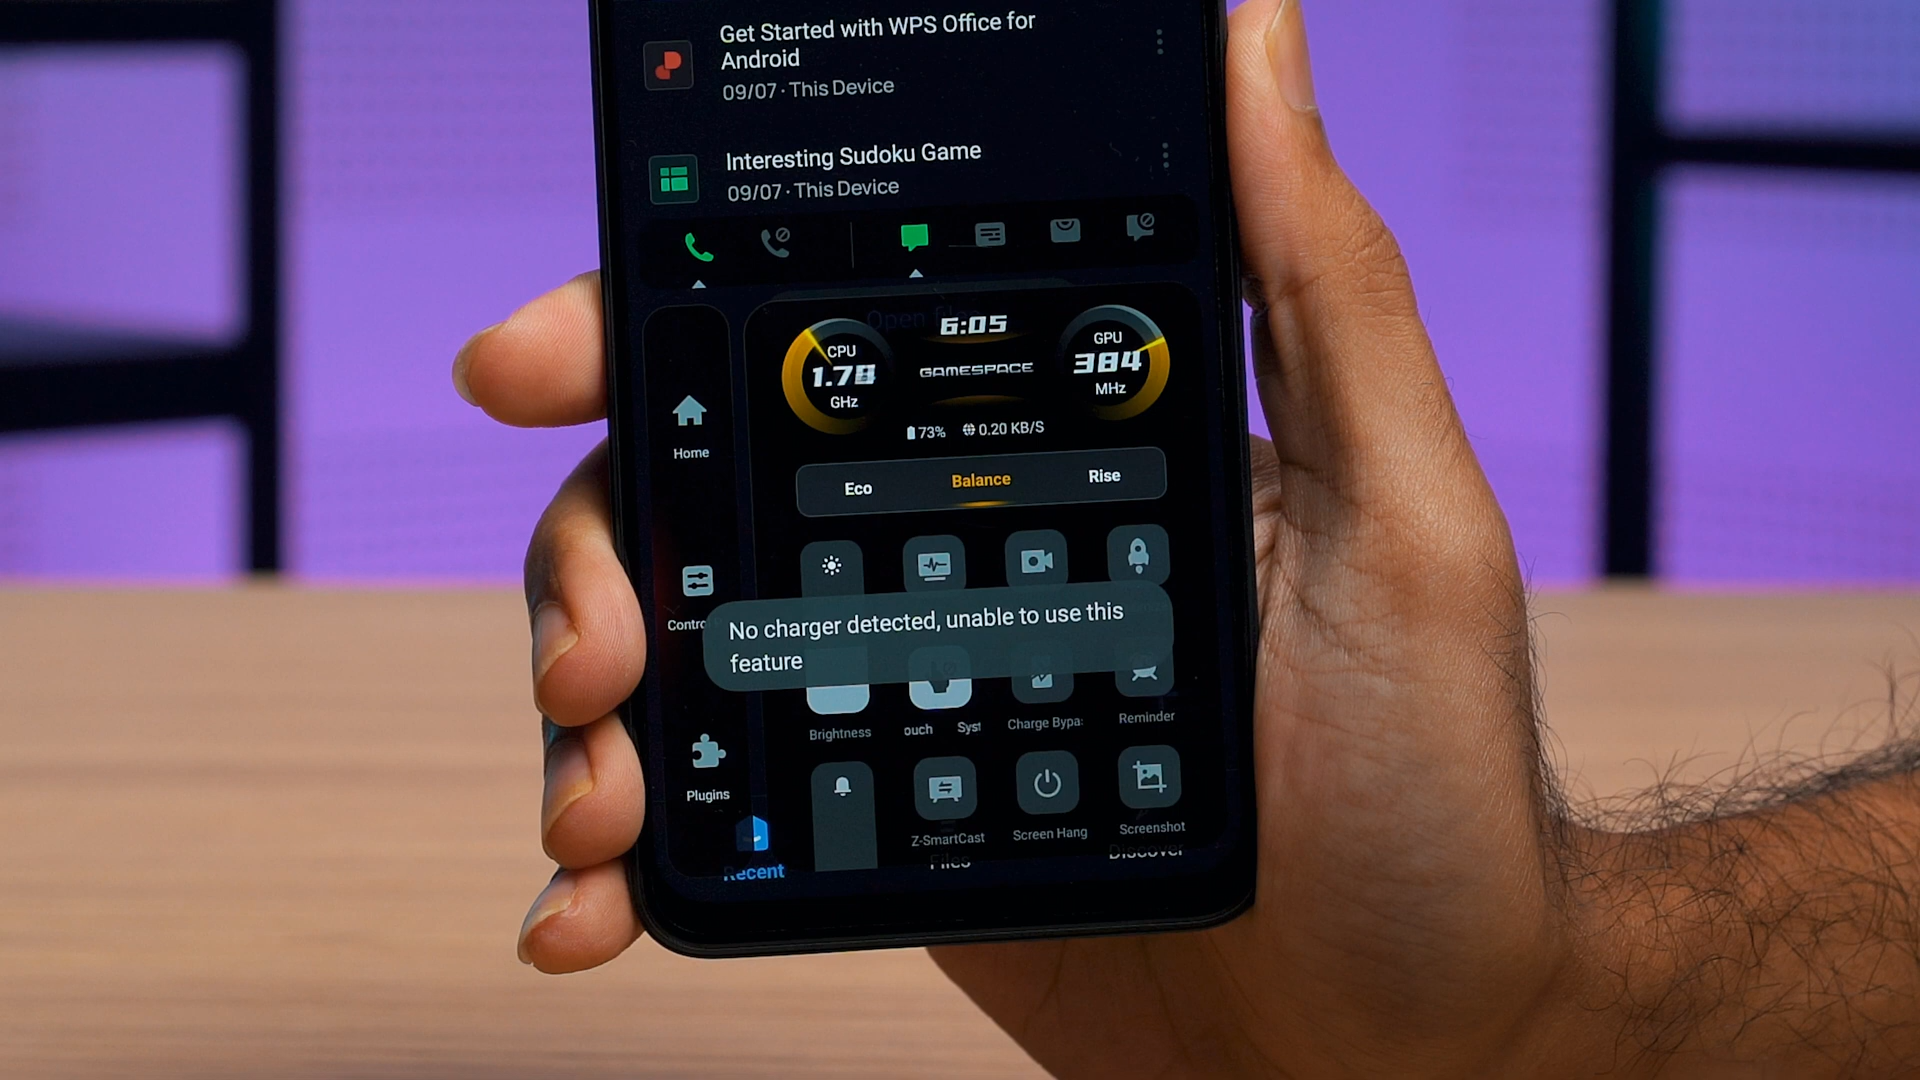 Get Started with WPS Office for
Android
09/07 · This Device
Interesting Sudoku Game
09/07 · This Device
6:05
CPU
1.78
GHz
GAMESPACE
GPU
384
MHz
73%
0.20 KB/S
Eco
Balance
Rise
Home
No charger detected, unable to use this
feature
Brightness
ouch
Syst
Charge Bypa:
Reminder
Plugins
Z-SmartCast
Screen Hang
Screenshot
Recent
Files
Discover